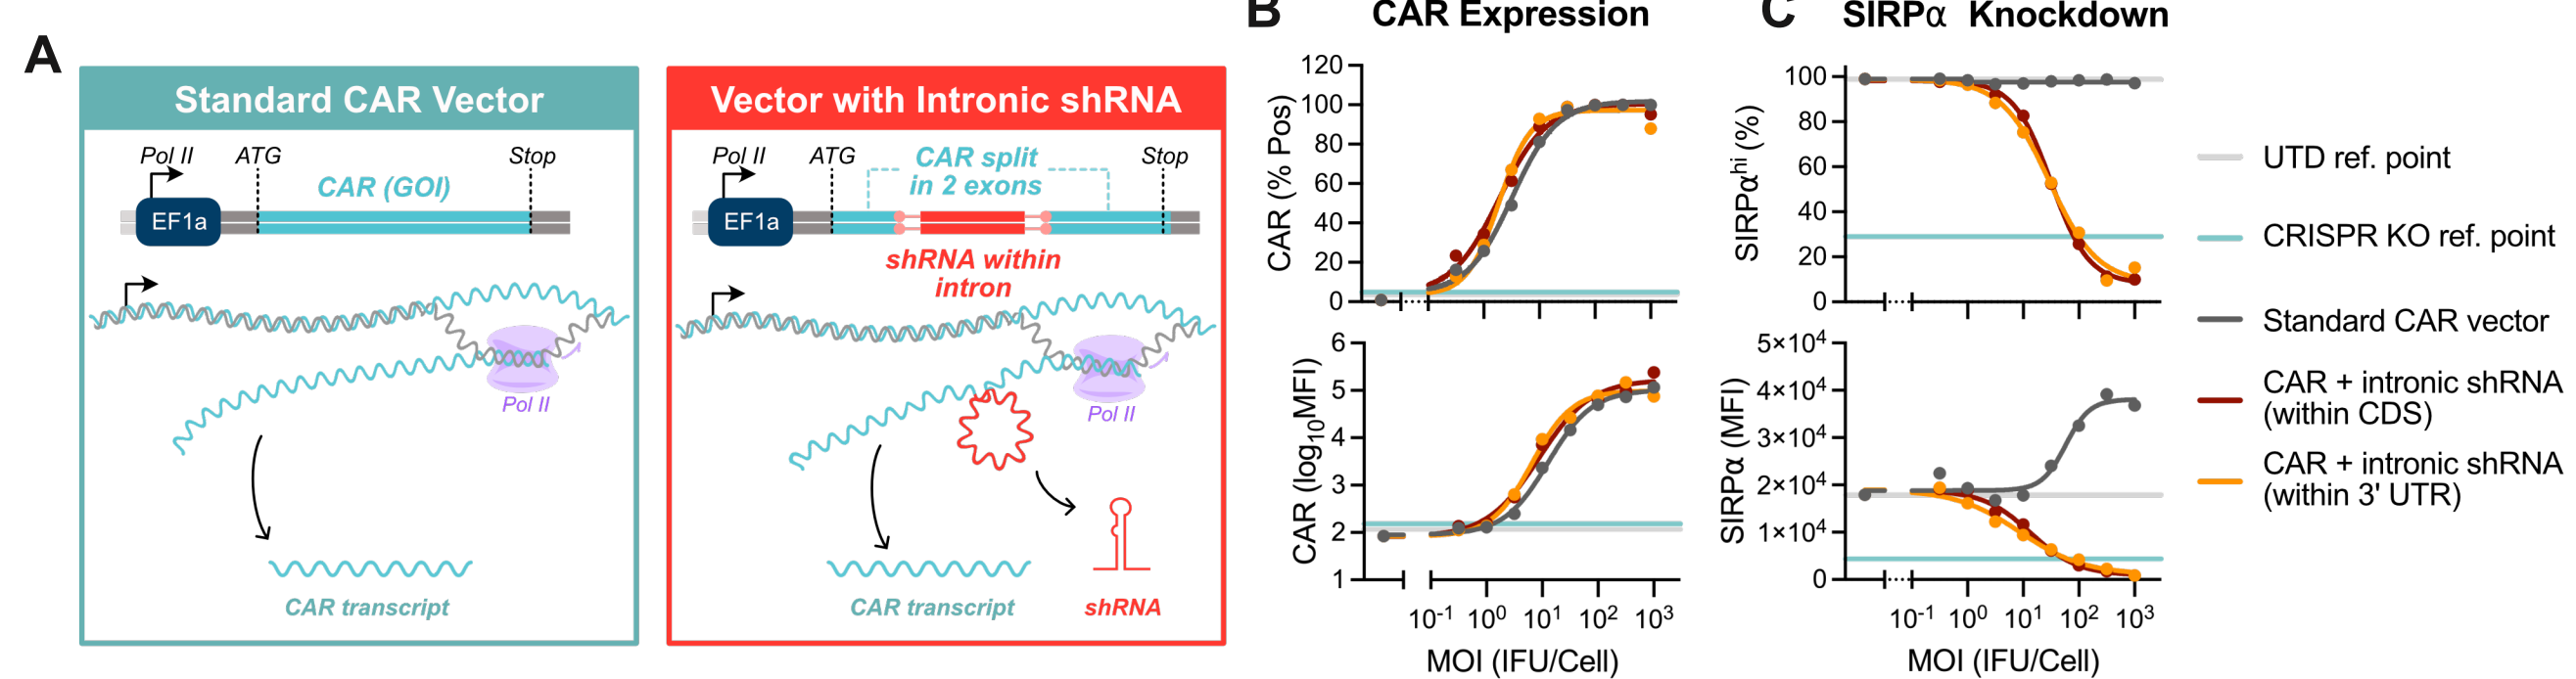 A
Standard CAR Vector
Pol II
ATG
Stop
CAR (GOI)
EF1a
Pol II
CAR transcript
Vector with Intronic shRNA
Pol II
ATG
CAR split
in 2 exons
Stop
EF1a
shRNA within
intron
Pol II
CAR transcript
shRNA
B
CAR Expression
CAR (% Pos)
120
100
80
60
40
20
0
CAR (log₁₀MFI)
6
5
4
3
2
1
10⁻¹ 10⁰ 10¹ 10² 10³
MOI (IFU/Cell)
C
SIRPα Knockdown
SIRPαʰⁱ (%)
100
80
60
40
20
0
SIRPα (MFI)
5×10⁴
4×10⁴
3×10⁴
2×10⁴
1×10⁴
0
10⁻¹ 10⁰ 10¹ 10² 10³
MOI (IFU/Cell)
UTD ref. point
CRISPR KO ref. point
Standard CAR vector
CAR + intronic shRNA
(within CDS)
CAR + intronic shRNA
(within 3' UTR)